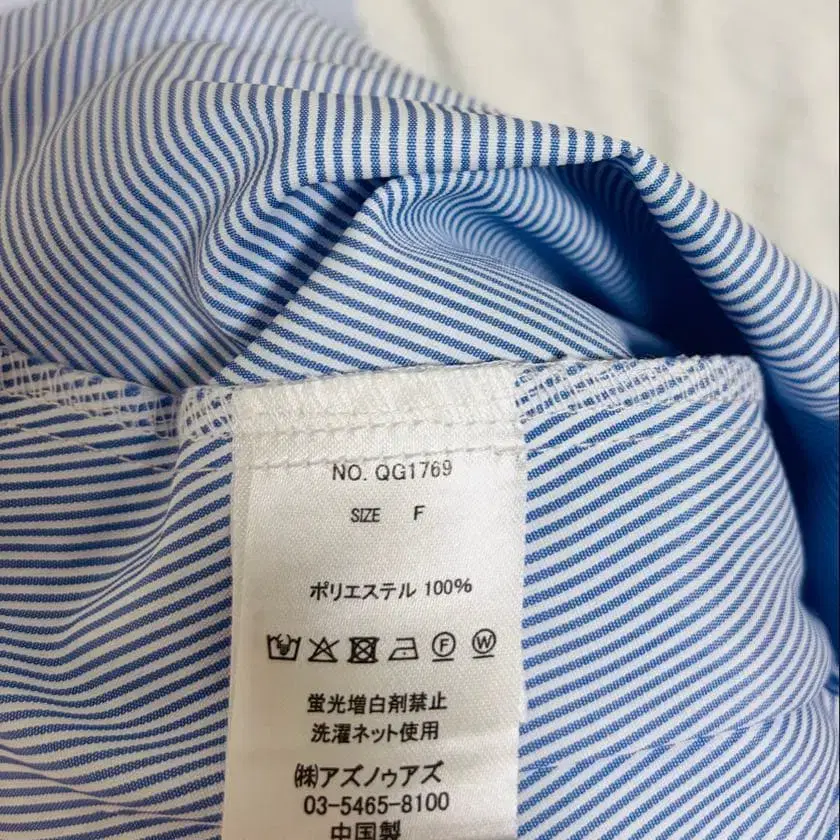 NO. QG1769
SIZE F
ポリエステル 100%
F W
蛍光増白剤禁止
洗濯ネット使用
㈱アズノゥアズ
03-5465-8100
中国製